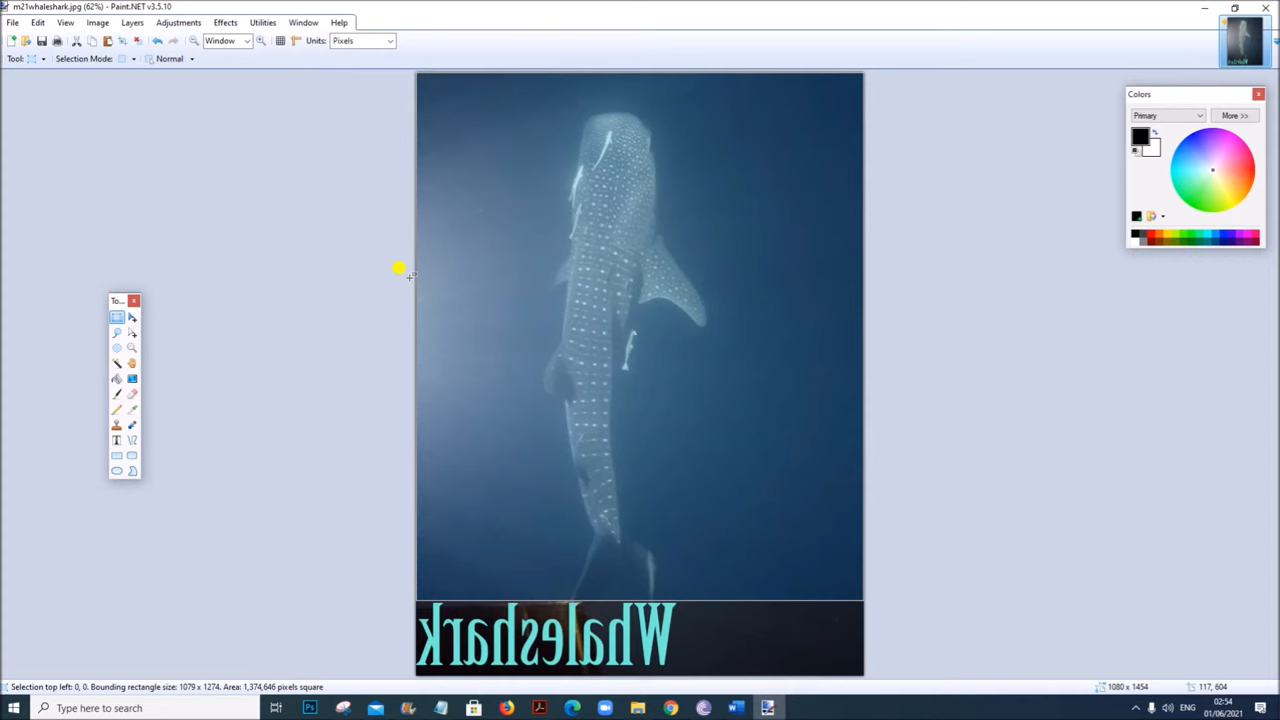 m21whaleshark.jpg (62%) - Paint.NET v3.5.10
File Edit View Image Layers Adjustments Effects Utilities Window Help
Window Units: Pixels
Tool: Selection Mode: Normal
Colors
Primary More >>
To...
Whaleshark
Selection top left: 0, 0. Bounding rectangle size: 1079 x 1274. Area: 1,374,646 pixels square 1080 x 1454 117, 604
Type here to search
ENG
02:54
01/06/2021